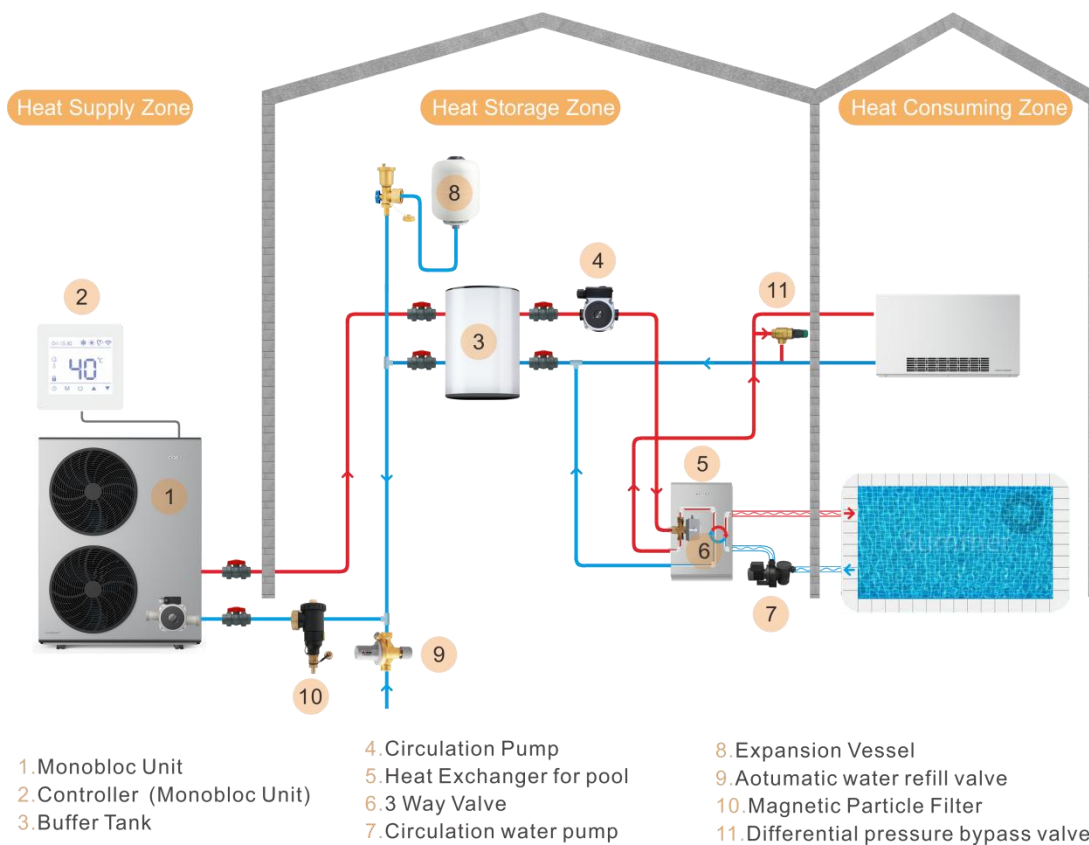 Heat Supply Zone
Heat Storage Zone
Heat Consuming Zone
8
4
2
11
3
40 °C
1
5
6
Summer
7
9
10
1.Monobloc Unit
2.Controller (Monobloc Unit)
3.Buffer Tank
4.Circulation Pump
5.Heat Exchanger for pool
6.3 Way Valve
7.Circulation water pump
8.Expansion Vessel
9.Aotumatic water refill valve
10.Magnetic Particle Filter
11.Differential pressure bypass valve